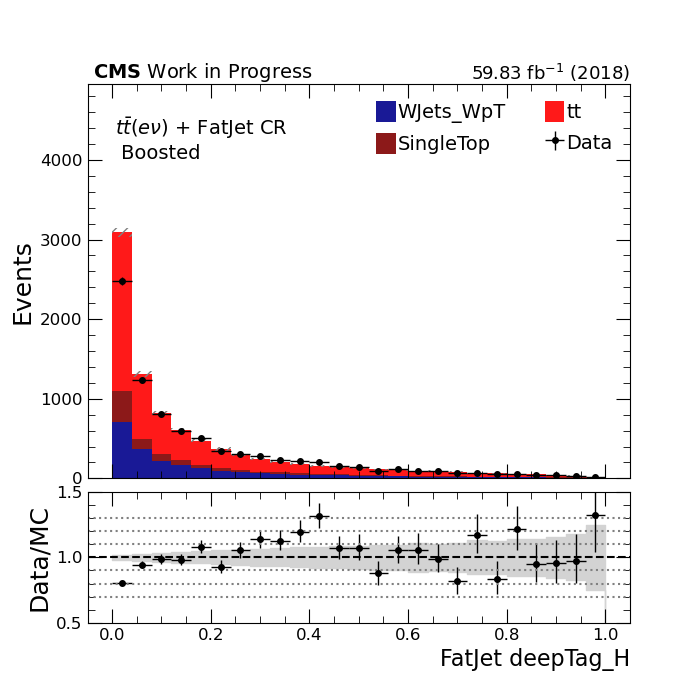 CMS Work in Progress 59.83 fb⁻¹ (2018)
tt̄(eν) + FatJet CR
Boosted
WJets_WpT tt
SingleTop Data
Events
4000
3000
2000
1000
0
Data/MC
1.5
1.0
0.5
0.0 0.2 0.4 0.6 0.8 1.0
FatJet deepTag_H